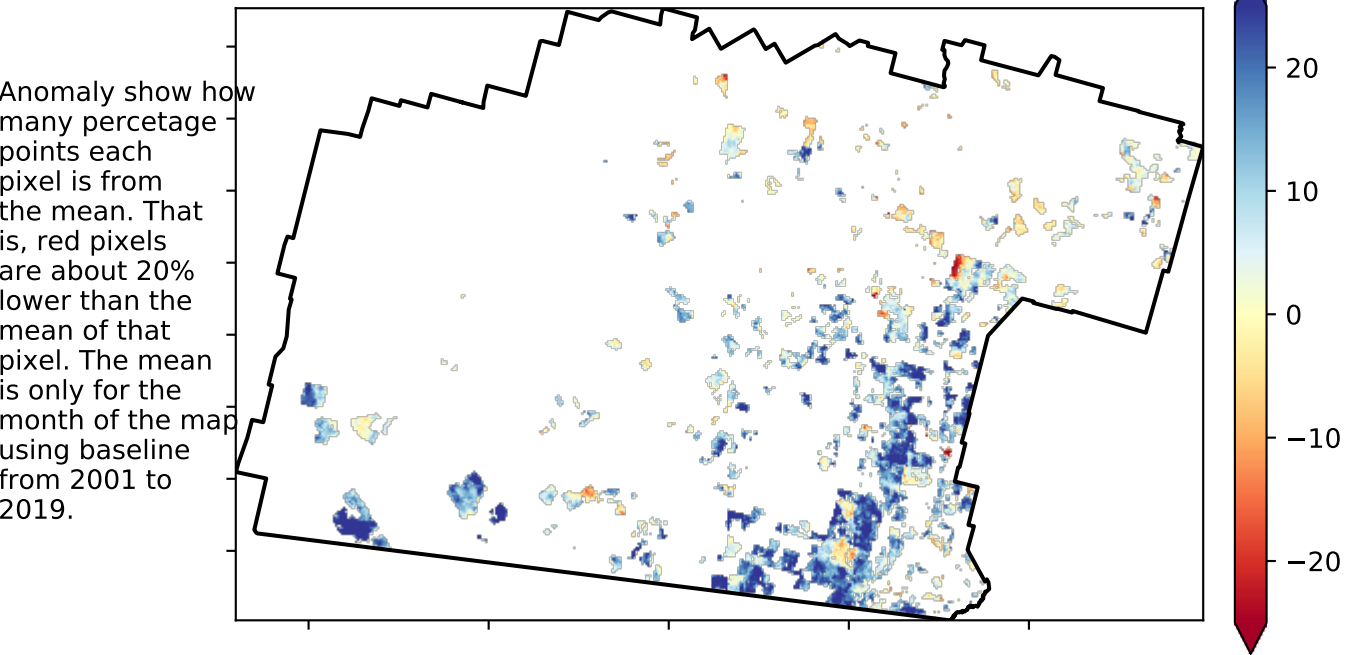 Anomaly show how
many percetage
points each
pixel is from
the mean. That
is, red pixels
are about 20%
lower than the
mean of that
pixel. The mean
is only for the
month of the map
using baseline
from 2001 to
2019.
20
10
0
−10
−20